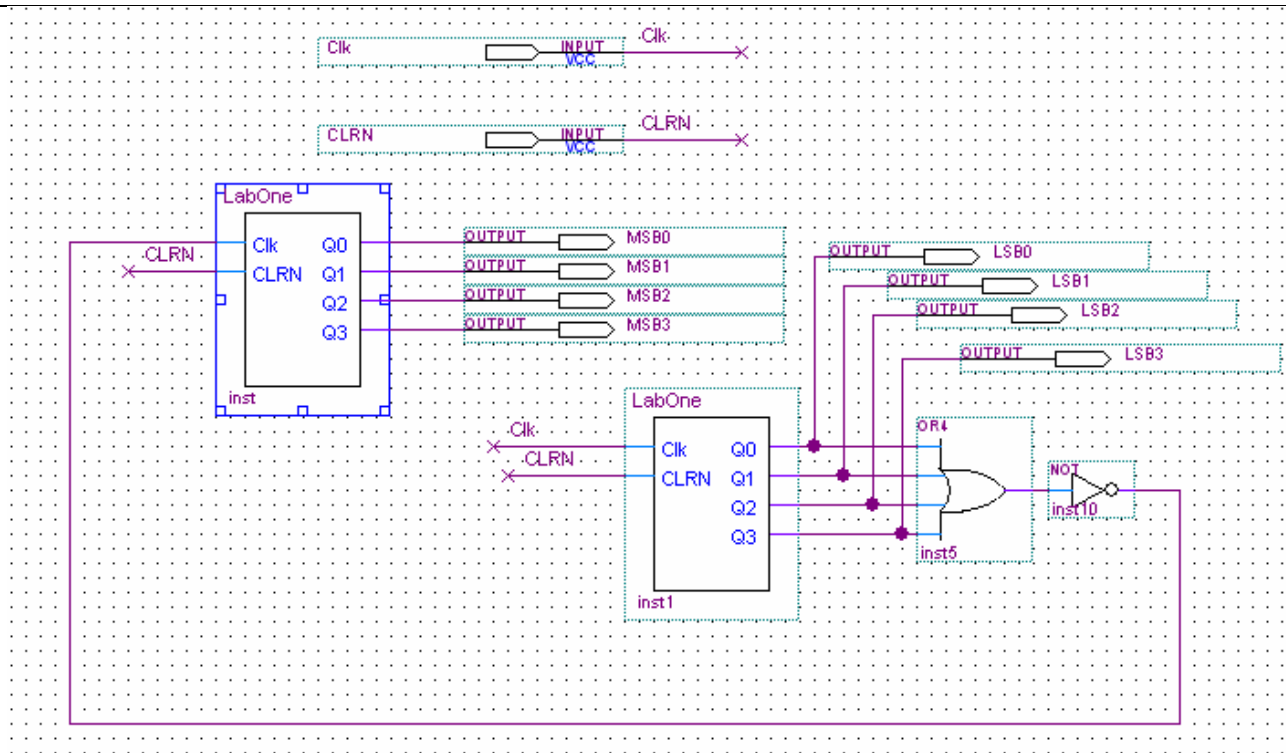 Clk INPUT VCC Clk
CLRN INPUT VCC CLRN
LabOne
CLRN
Clk Q0
CLRN Q1
Q2
Q3
inst
OUTPUT MSB0
OUTPUT MSB1
OUTPUT MSB2
OUTPUT MSB3
OUTPUT LSB0
OUTPUT LSB1
OUTPUT LSB2
OUTPUT LSB3
LabOne
Clk
CLRN
Clk Q0
CLRN Q1
Q2
Q3
inst1
OR4
inst5
NOT
inst10